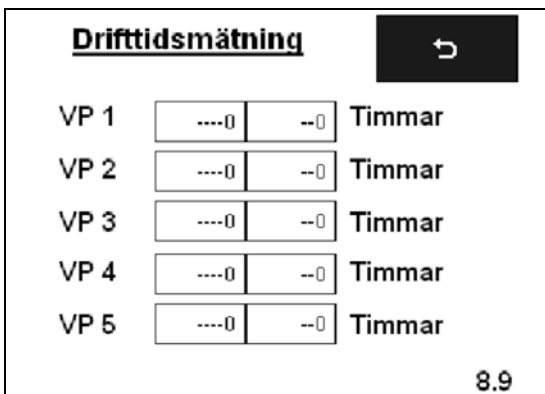 Drifttidsmätning
VP 1 ----0 --0 Timmar
VP 2 ----0 --0 Timmar
VP 3 ----0 --0 Timmar
VP 4 ----0 --0 Timmar
VP 5 ----0 --0 Timmar
8.9